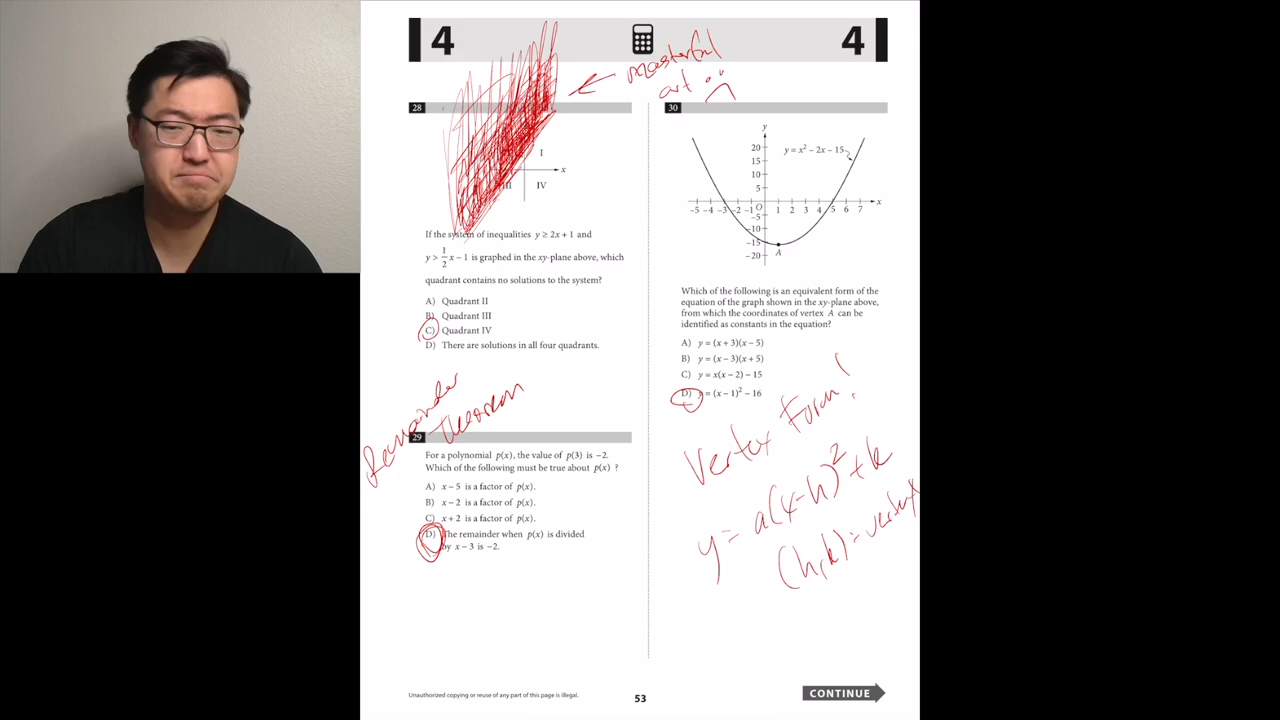 4
4
masterful
art
28
I
x
III
IV
If the system of inequalities y ≥ 2x + 1 and
y > 1/2 x − 1 is graphed in the xy-plane above, which
quadrant contains no solutions to the system?
A) Quadrant II
B) Quadrant III
C) Quadrant IV
D) There are solutions in all four quadrants.
Remainder
Theorem
29
For a polynomial p(x), the value of p(3) is −2.
Which of the following must be true about p(x) ?
A) x − 5 is a factor of p(x).
B) x − 2 is a factor of p(x).
C) x + 2 is a factor of p(x).
D) The remainder when p(x) is divided
by x − 3 is −2.
30
y
y = x² − 2x − 15
20
15
10
5
O
x
−5 −4 −3 −2 −1 1 2 3 4 5 6 7
−5
−10
−15
−20
A
Which of the following is an equivalent form of the
equation of the graph shown in the xy-plane above,
from which the coordinates of vertex A can be
identified as constants in the equation?
A) y = (x + 3)(x − 5)
B) y = (x − 3)(x + 5)
C) y = x(x − 2) − 15
D) y = (x − 1)² − 16
Vertex Form!
y = a(x−h)² + k
(h,k) = vertex
Unauthorized copying or reuse of any part of this page is illegal.
53
CONTINUE